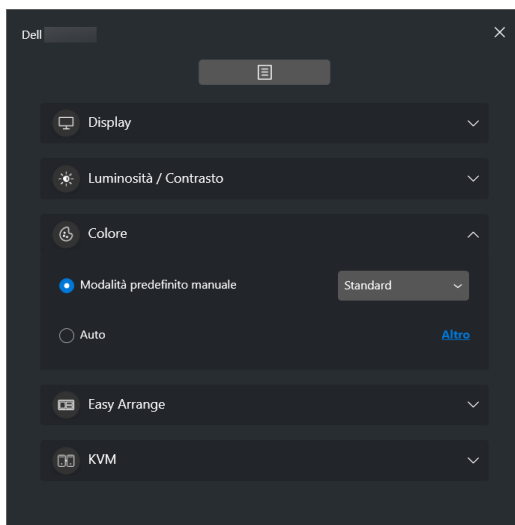 Dell
Display
Luminosità / Contrasto
Colore
Modalità predefinito manuale Standard
Auto Altro
Easy Arrange
KVM